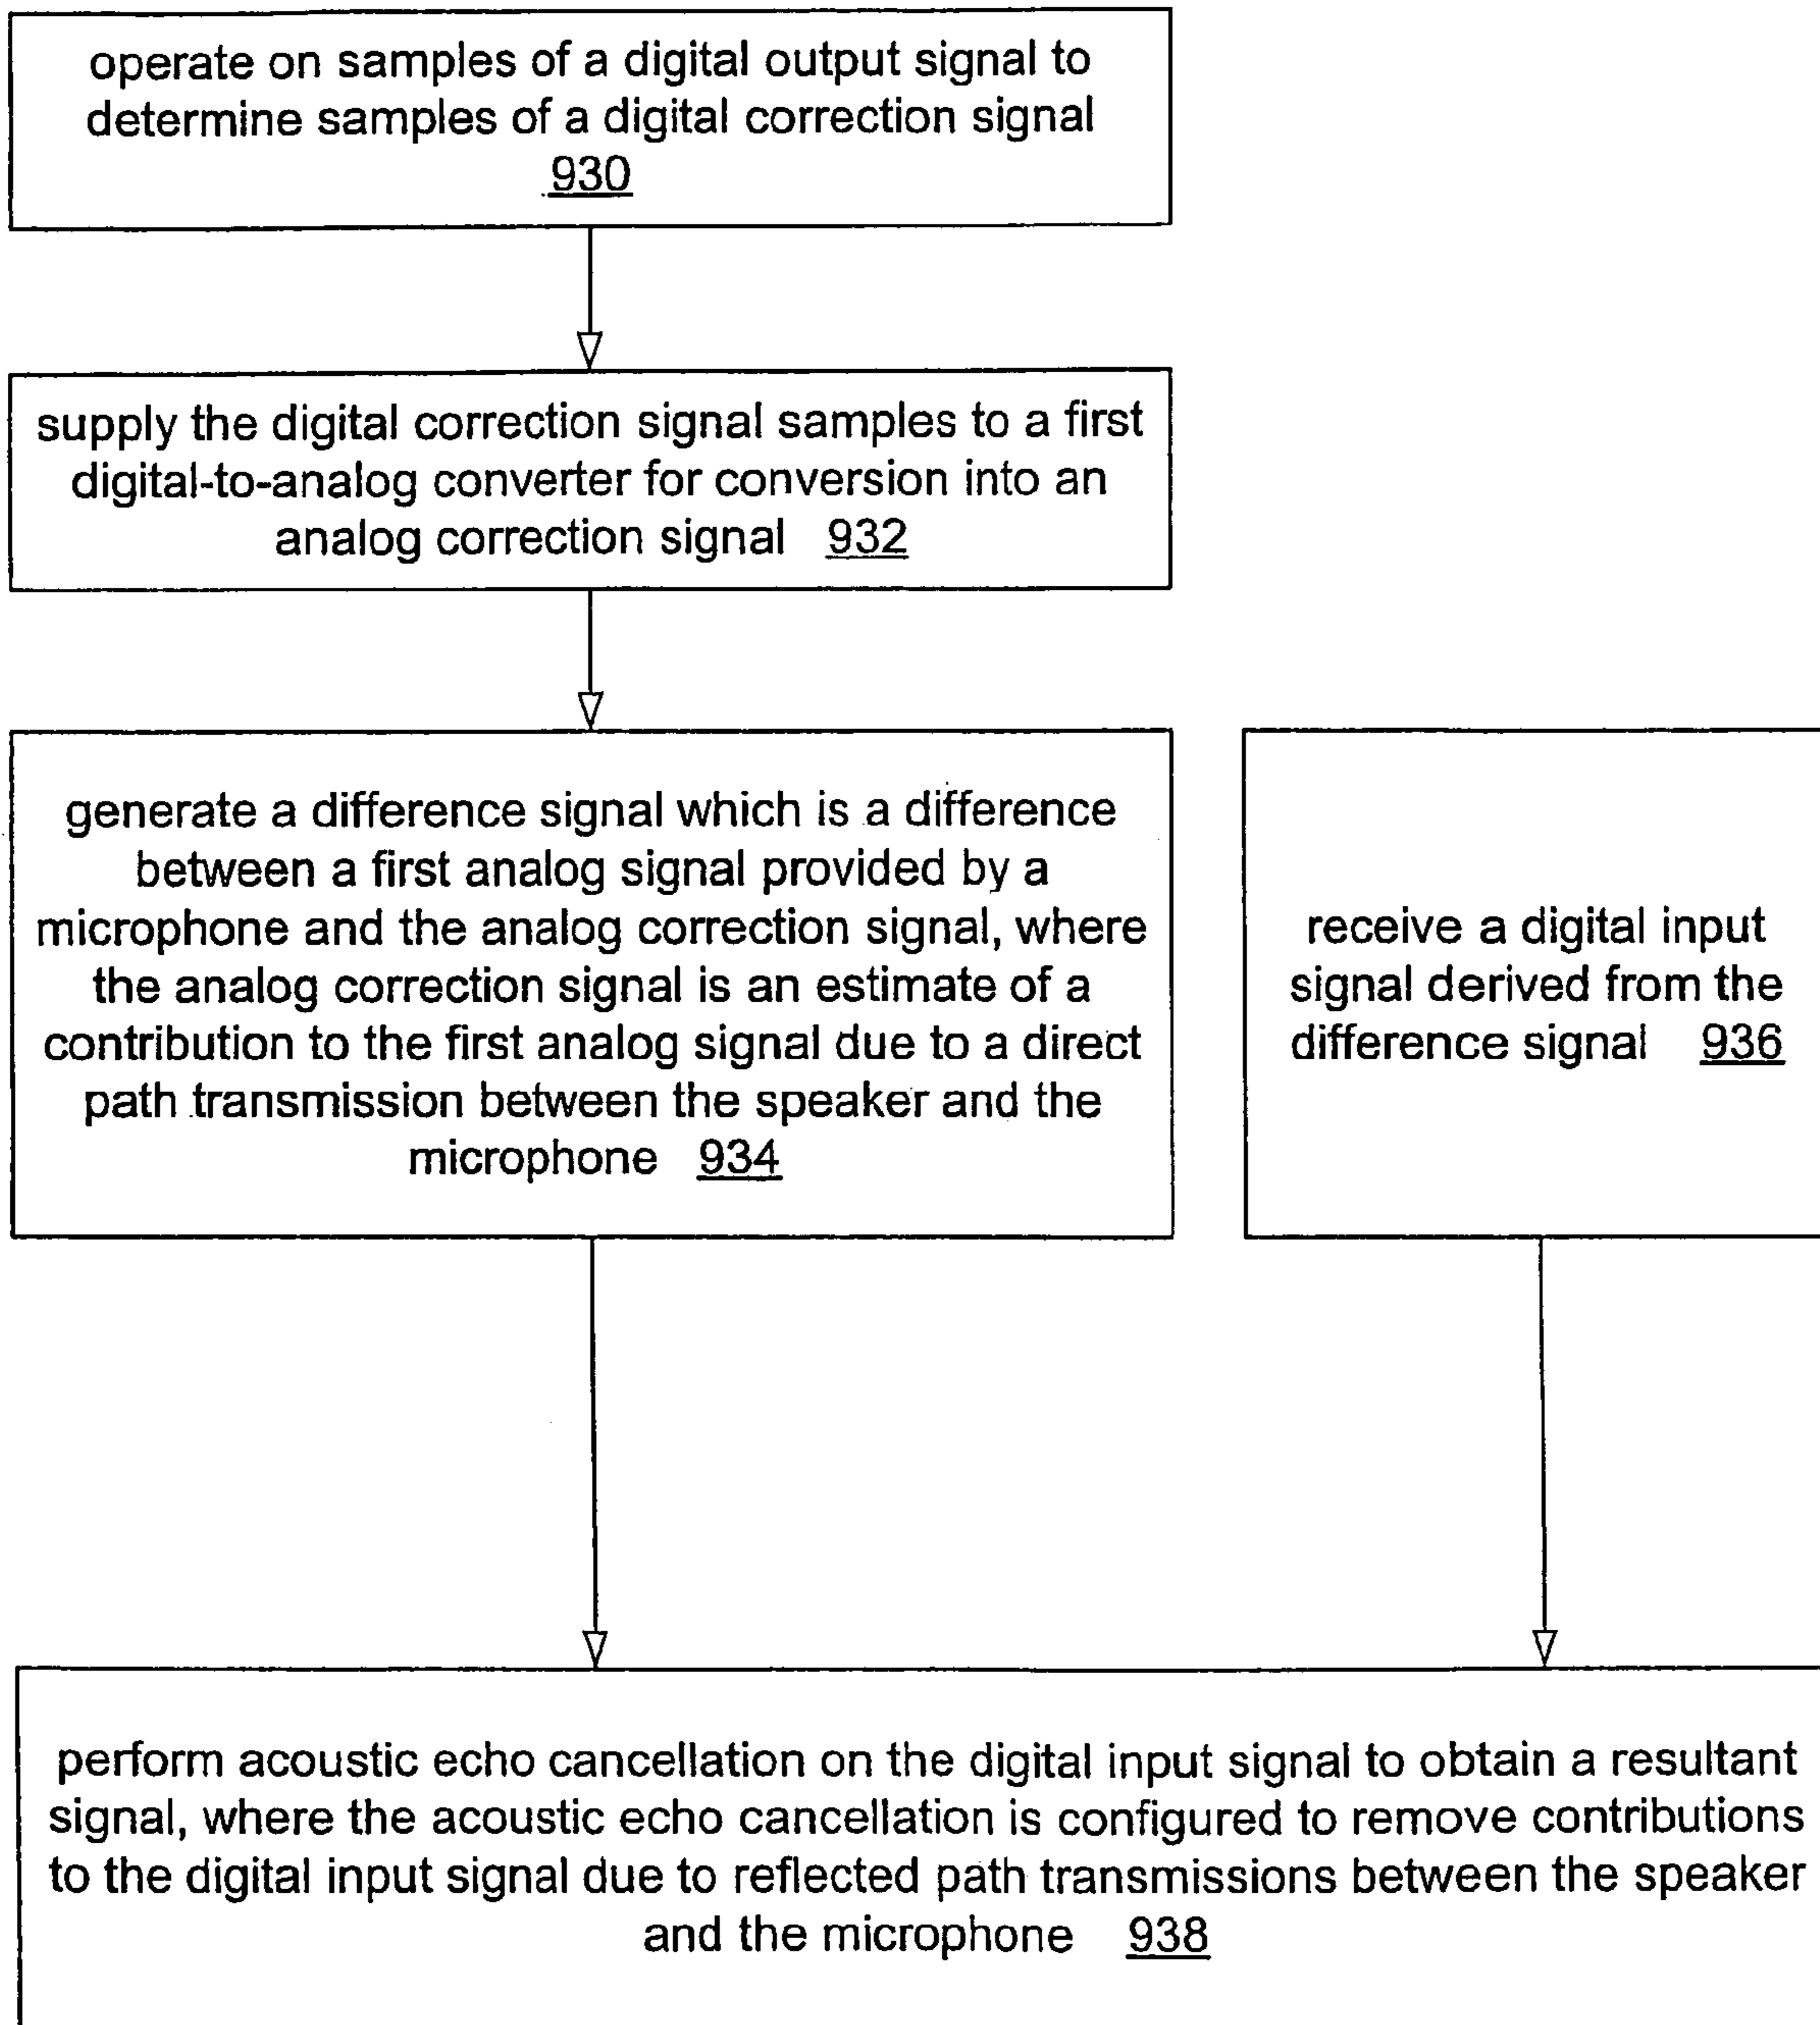 operate on samples of a digital output signal to
determine samples of a digital correction signal
930
supply the digital correction signal samples to a first
digital-to-analog converter for conversion into an
analog correction signal 932
generate a difference signal which is a difference
between a first analog signal provided by a
microphone and the analog correction signal, where
the analog correction signal is an estimate of a
contribution to the first analog signal due to a direct
path transmission between the speaker and the
microphone 934
receive a digital input
signal derived from the
difference signal 936
perform acoustic echo cancellation on the digital input signal to obtain a resultant
signal, where the acoustic echo cancellation is configured to remove contributions
to the digital input signal due to reflected path transmissions between the speaker
and the microphone 938